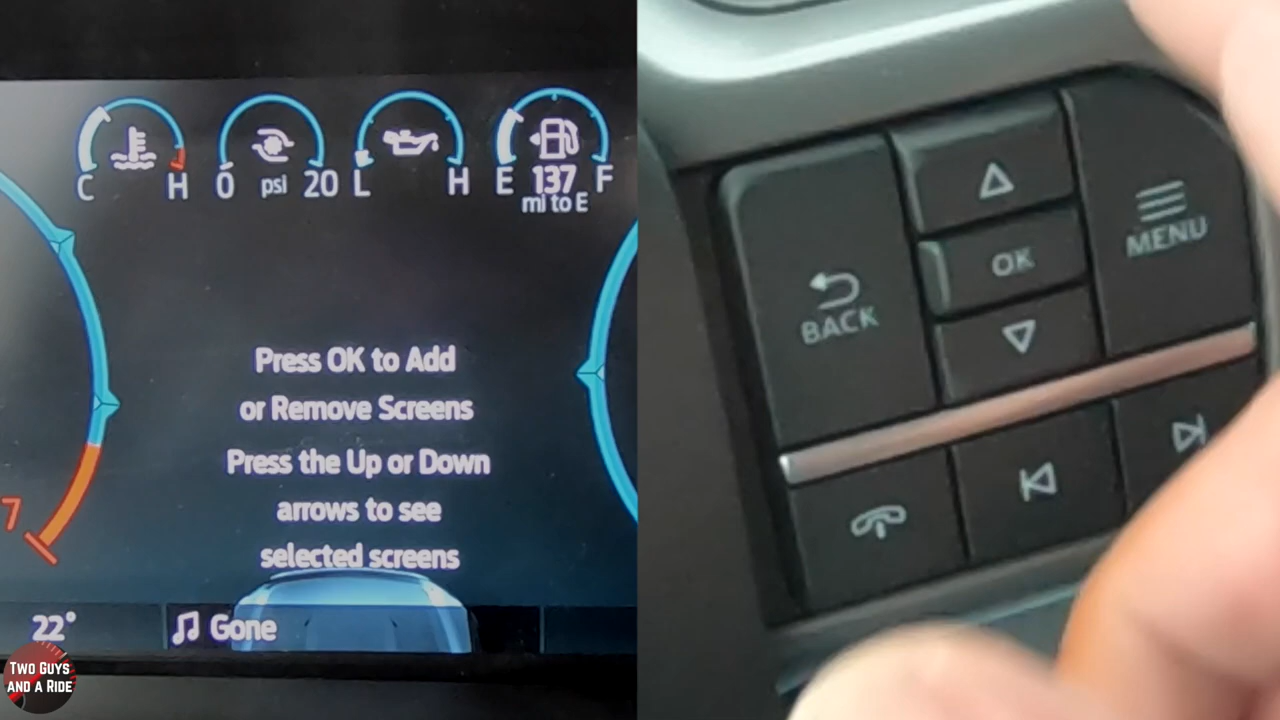 C H
0 psi 20
L H
E 137 F
mi to E
Press OK to Add
or Remove Screens
Press the Up or Down
arrows to see
selected screens
7
22°
Gone
TWO GUYS
AND A RIDE
BACK
OK
MENU